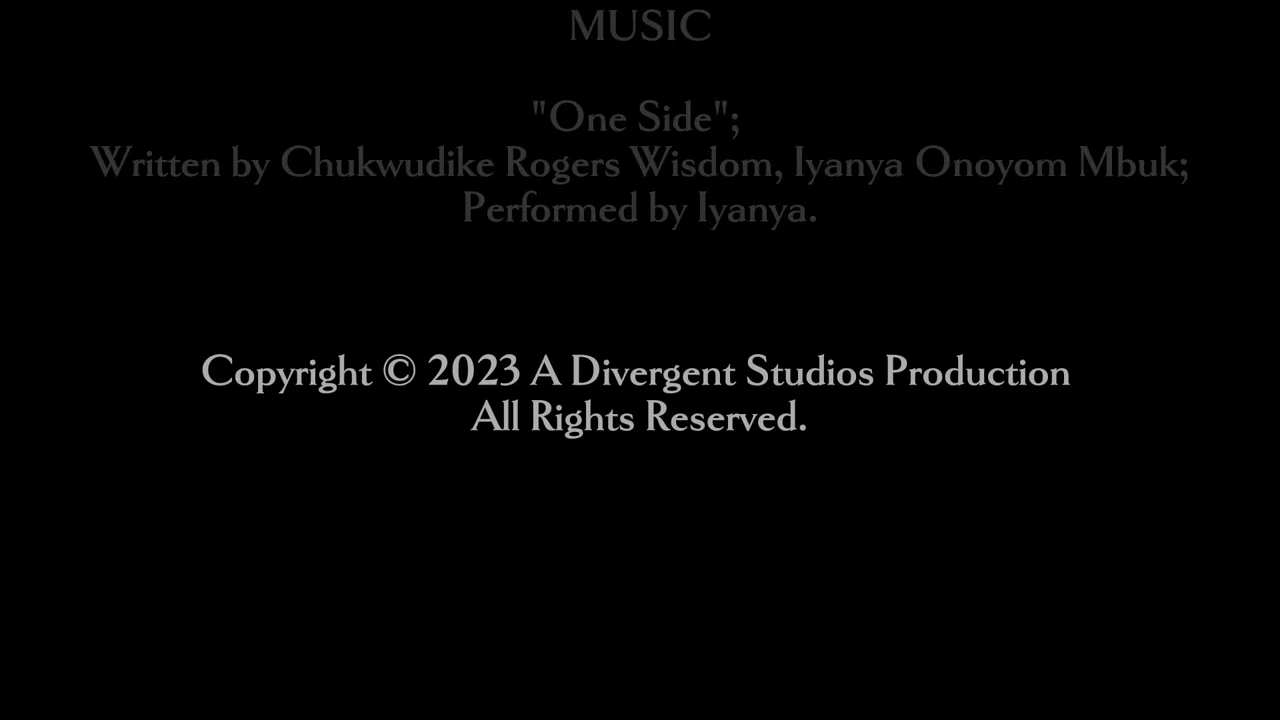 MUSIC
"One Side";
Written by Chukwudike Rogers Wisdom, Iyanya Onoyom Mbuk;
Performed by Iyanya.
Copyright © 2023 A Divergent Studios Production
All Rights Reserved.